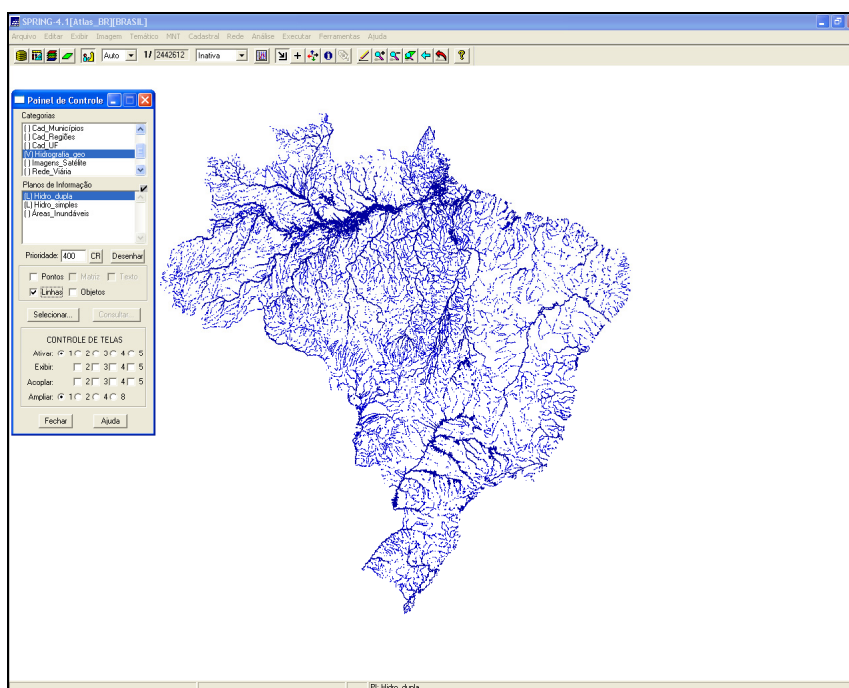 SPRING-4.1[Atlas_BR][BRASIL]
Arquivo Editar Exibir Imagem Temático MNT Cadastral Rede Análise Executar Ferramentas Ajuda
Auto 1/ 2442612 Inativa
Painel de Controle
Categorias
( ) Cad_Municípios
( ) Cad_Regiões
( ) Cad_UF
(V) Hidrografia_geo
( ) Imagens_Satélite
( ) Rede_Viária
Planos de Informação
(L) Hidro_dupla
(L) Hidro_simples
( ) Áreas_Inundáveis
Prioridade: 400 CR Desenhar
Pontos Matriz Texto
Linhas Objetos
Selecionar... Consultar...
CONTROLE DE TELAS
Ativar: 1 2 3 4 5
Exibir: 2 3 4 5
Acoplar: 2 3 4 5
Ampliar: 1 2 4 8
Fechar Ajuda
PI: Hidro_dupla